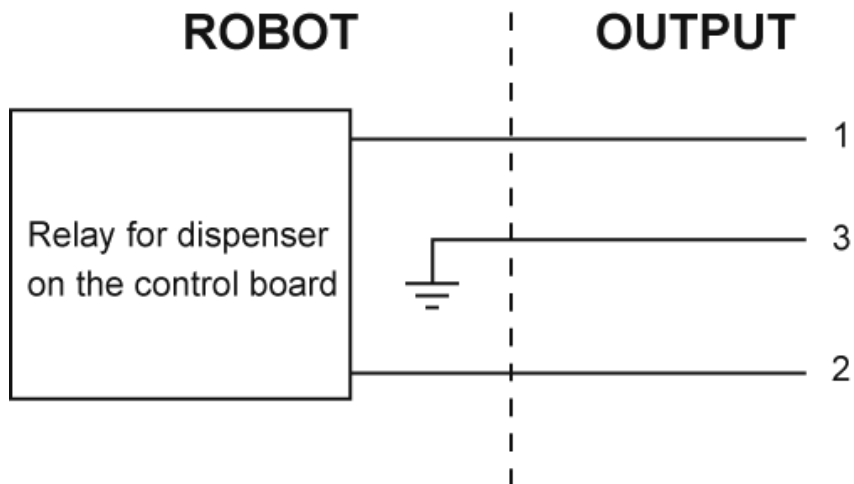 ROBOT OUTPUT
1
Relay for dispenser
on the control board
3
2